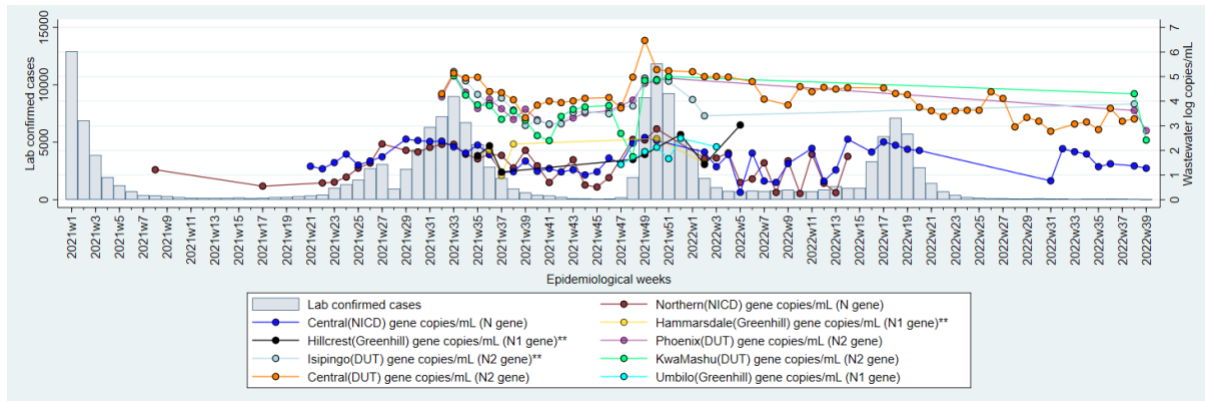 15000
10000
5000
0
Lab confirmed cases
7
6
5
4
3
2
1
0
Wastewater log copies/mL
2021w1
2021w3
2021w5
2021w7
2021w9
2021w11
2021w13
2021w15
2021w17
2021w19
2021w21
2021w23
2021w25
2021w27
2021w29
2021w31
2021w33
2021w35
2021w37
2021w39
2021w41
2021w43
2021w45
2021w47
2021w49
2021w51
2022w1
2022w3
2022w5
2022w7
2022w9
2022w11
2022w13
2022w15
2022w17
2022w19
2022w21
2022w23
2022w25
2022w27
2022w29
2022w31
2022w33
2022w35
2022w37
2022w39
Epidemiological weeks
Lab confirmed cases
Northern(NICD) gene copies/mL (N gene)
Central(NICD) gene copies/mL (N gene)
Hammarsdale(Greenhill) gene copies/mL (N1 gene)**
Hillcrest(Greenhill) gene copies/mL (N1 gene)**
Phoenix(DUT) gene copies/mL (N2 gene)
Isipingo(DUT) gene copies/mL (N2 gene)**
KwaMashu(DUT) gene copies/mL (N2 gene)
Central(DUT) gene copies/mL (N2 gene)
Umbilo(Greenhill) gene copies/mL (N1 gene)